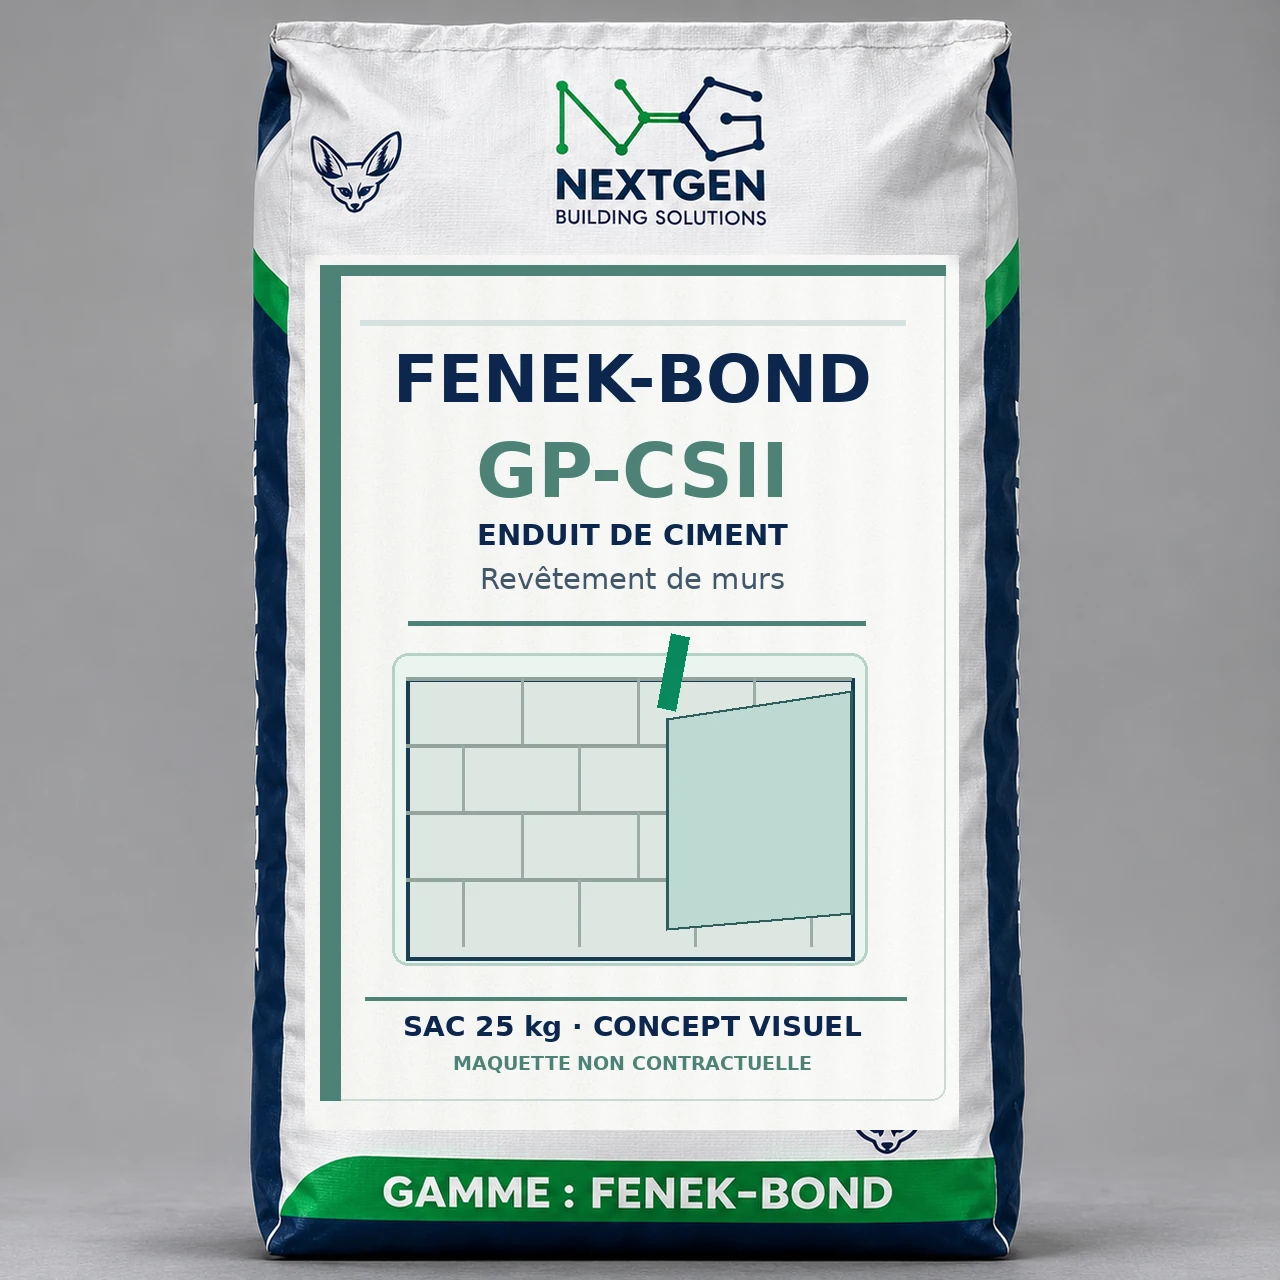 NEXTGEN
BUILDING SOLUTIONS
FENEK-BOND
GP-CSII
ENDUIT DE CIMENT
Revêtement de murs
SAC 25 kg · CONCEPT VISUEL
MAQUETTE NON CONTRACTUELLE
GAMME : FENEK-BOND